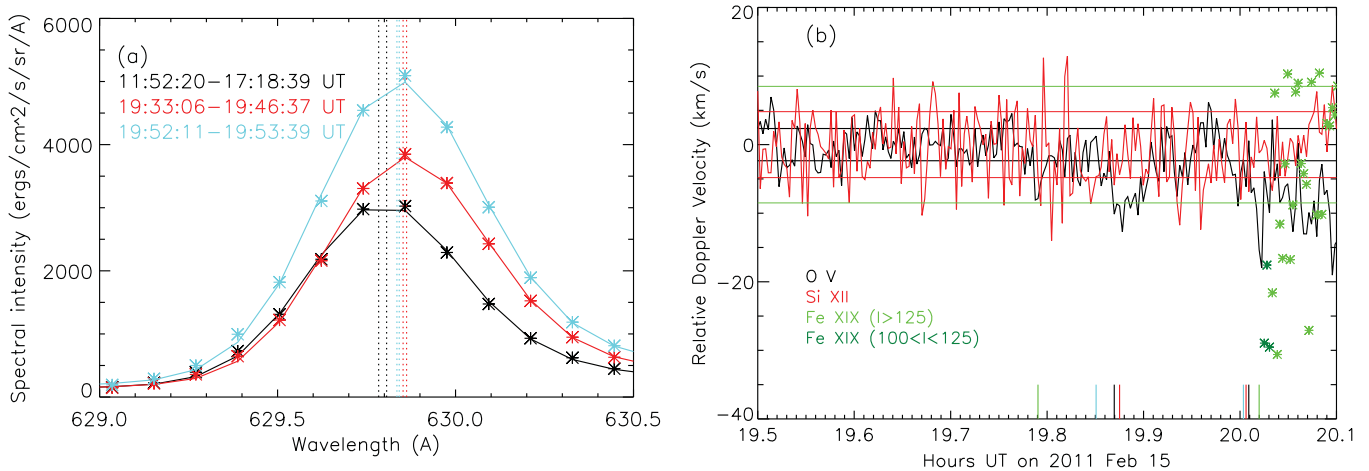 6000
4000
2000
0
Spectral intensity (ergs/cm^2/s/sr/A)
(a)
11:52:20−17:18:39 UT
19:33:06−19:46:37 UT
19:52:11−19:53:39 UT
629.0
629.5
630.0
630.5
Wavelength (A)
20
0
−20
−40
Relative Doppler Velocity (km/s)
(b)
O V
Si XII
Fe XIX (I>125)
Fe XIX (100<I<125)
19.5
19.6
19.7
19.8
19.9
20.0
20.1
Hours UT on 2011 Feb 15